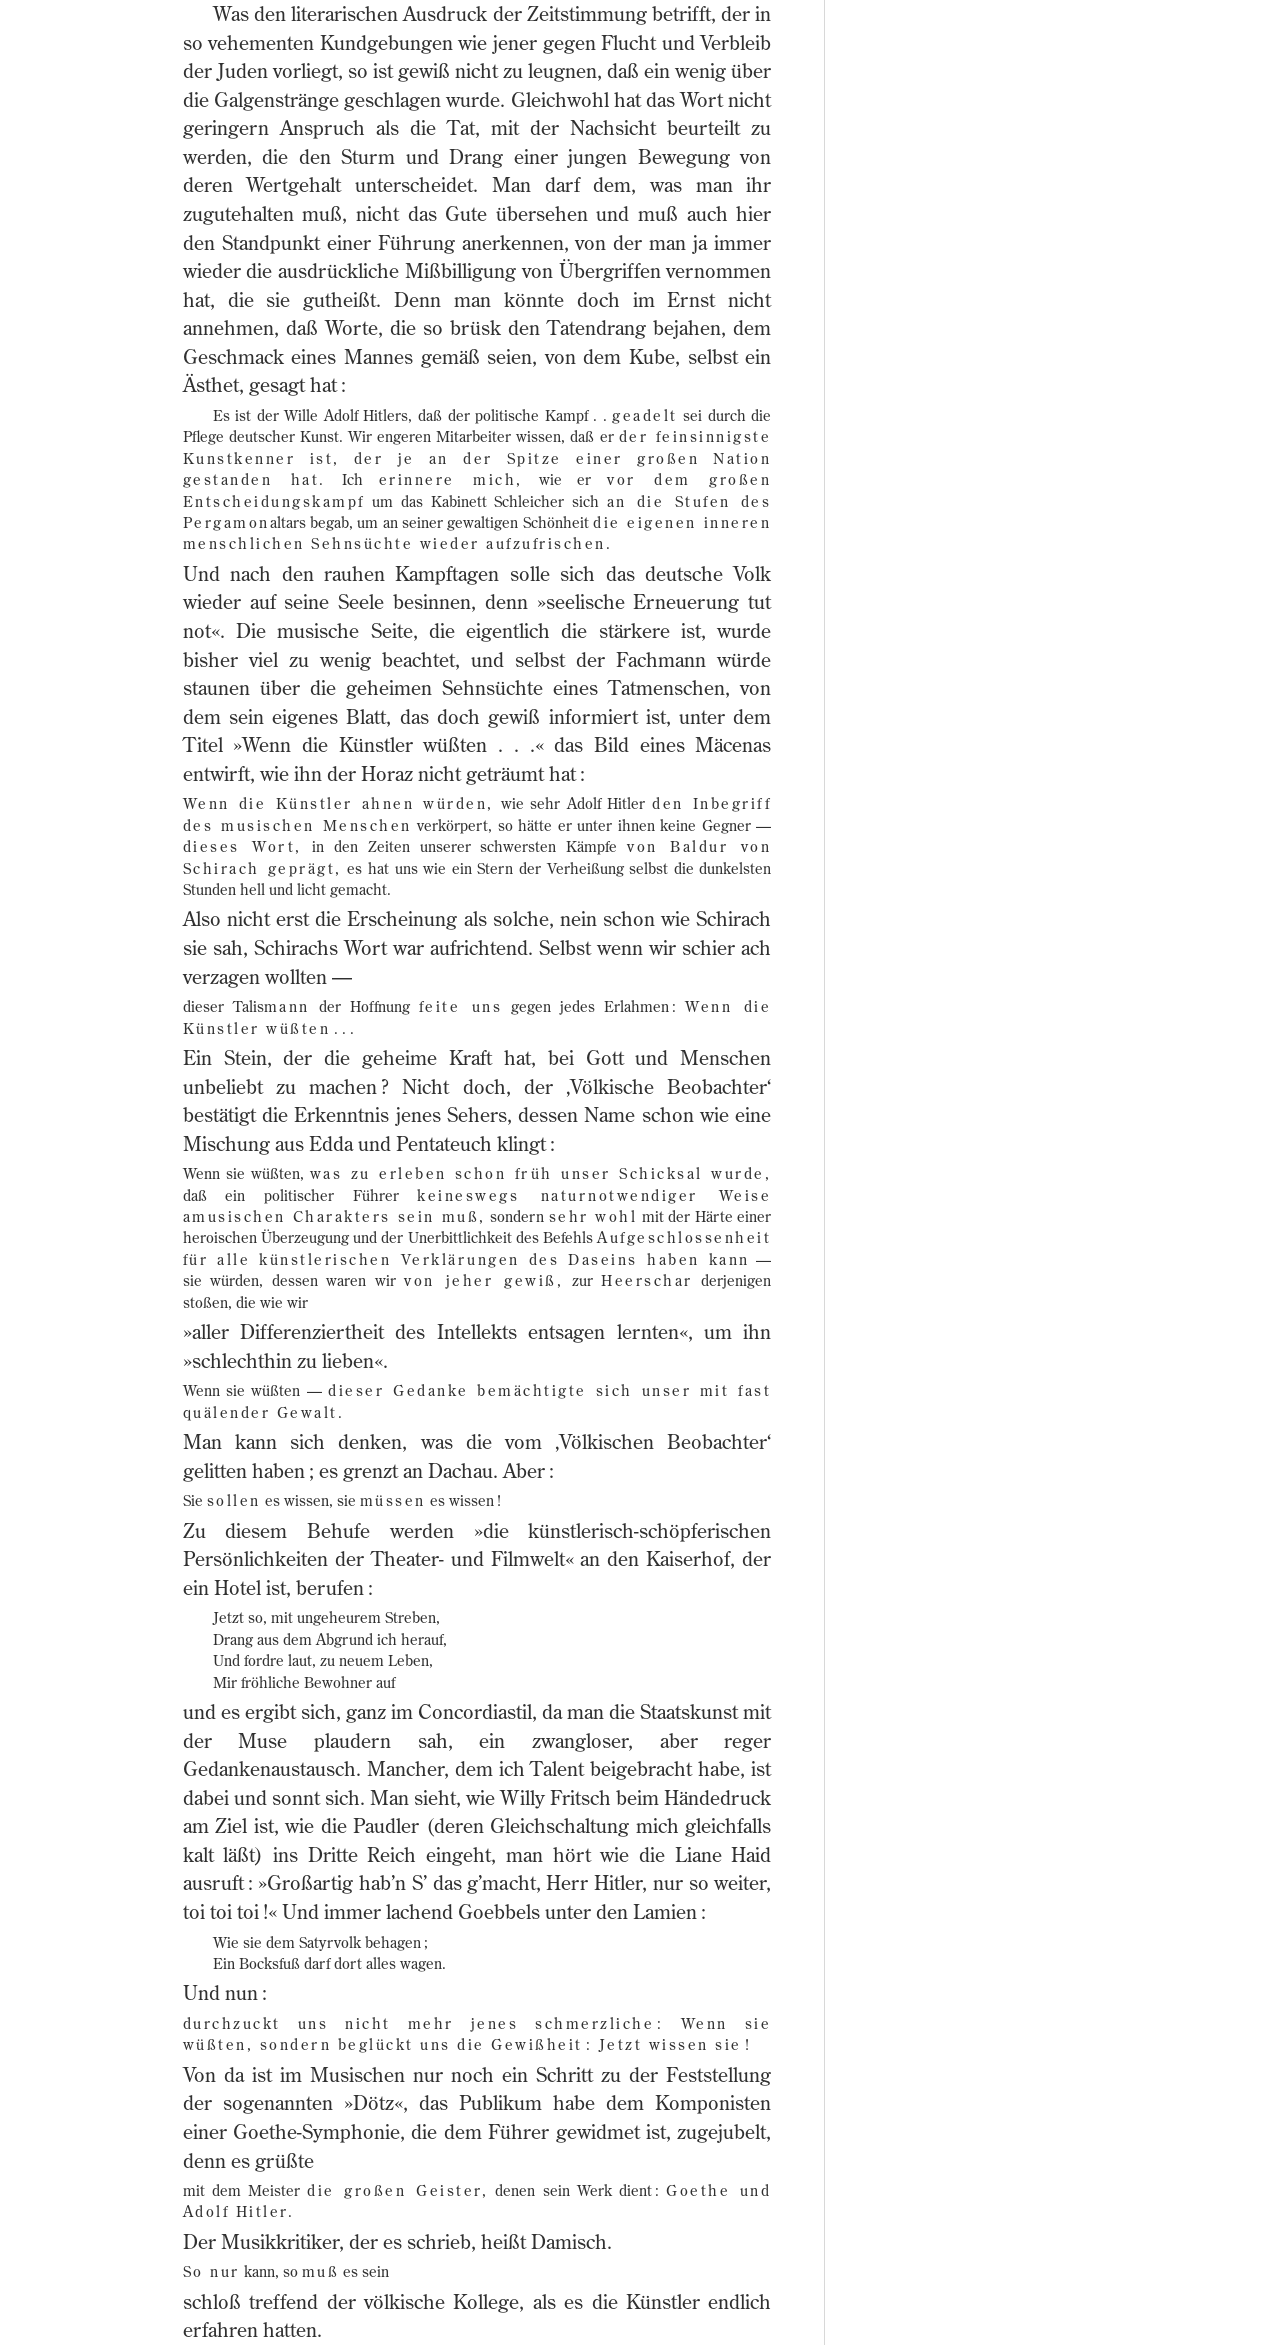 Was den literarischen Ausdruck der Zeitstimmung betrifft, der in
so vehementen Kundgebungen wie jener gegen Flucht und Verbleib
der Juden vorliegt, so ist gewiß nicht zu leugnen, daß ein wenig über
die Galgenstränge geschlagen wurde. Gleichwohl hat das Wort nicht
geringern Anspruch als die Tat, mit der Nachsicht beurteilt zu
werden, die den Sturm und Drang einer jungen Bewegung von
deren Wertgehalt unterscheidet. Man darf dem, was man ihr
zugutehalten muß, nicht das Gute übersehen und muß auch hier
den Standpunkt einer Führung anerkennen, von der man ja immer
wieder die ausdrückliche Mißbilligung von Übergriffen vernommen
hat, die sie gutheißt. Denn man könnte doch im Ernst nicht
annehmen, daß Worte, die so brüsk den Tatendrang bejahen, dem
Geschmack eines Mannes gemäß seien, von dem Kube, selbst ein
Ästhet, gesagt hat :
Es ist der Wille Adolf Hitlers, daß der politische Kampf . . geadelt sei durch die
Pflege deutscher Kunst. Wir engeren Mitarbeiter wissen, daß er der feinsinnigste
Kunstkenner ist, der je an der Spitze einer großen Nation
gestanden hat. Ich erinnere mich, wie er vor dem großen
Entscheidungskampf um das Kabinett Schleicher sich an die Stufen des
Pergamonaltars begab, um an seiner gewaltigen Schönheit die eigenen inneren
menschlichen Sehnsüchte wieder aufzufrischen.
Und nach den rauhen Kampftagen solle sich das deutsche Volk
wieder auf seine Seele besinnen, denn »seelische Erneuerung tut
not«. Die musische Seite, die eigentlich die stärkere ist, wurde
bisher viel zu wenig beachtet, und selbst der Fachmann würde
staunen über die geheimen Sehnsüchte eines Tatmenschen, von
dem sein eigenes Blatt, das doch gewiß informiert ist, unter dem
Titel »Wenn die Künstler wüßten . . .« das Bild eines Mäcenas
entwirft, wie ihn der Horaz nicht geträumt hat :
Wenn die Künstler ahnen würden, wie sehr Adolf Hitler den Inbegriff
des musischen Menschen verkörpert, so hätte er unter ihnen keine Gegner —
dieses Wort, in den Zeiten unserer schwersten Kämpfe von Baldur von
Schirach geprägt, es hat uns wie ein Stern der Verheißung selbst die dunkelsten
Stunden hell und licht gemacht.
Also nicht erst die Erscheinung als solche, nein schon wie Schirach
sie sah, Schirachs Wort war aufrichtend. Selbst wenn wir schier ach
verzagen wollten —
dieser Talismann der Hoffnung feite uns gegen jedes Erlahmen : Wenn die
Künstler wüßten . . .
Ein Stein, der die geheime Kraft hat, bei Gott und Menschen
unbeliebt zu machen ? Nicht doch, der ‚Völkische Beobachter‘
bestätigt die Erkenntnis jenes Sehers, dessen Name schon wie eine
Mischung aus Edda und Pentateuch klingt :
Wenn sie wüßten, was zu erleben schon früh unser Schicksal wurde,
daß ein politischer Führer keineswegs naturnotwendiger Weise
amusischen Charakters sein muß, sondern sehr wohl mit der Härte einer
heroischen Überzeugung und der Unerbittlichkeit des Befehls Aufgeschlossenheit
für alle künstlerischen Verklärungen des Daseins haben kann —
sie würden, dessen waren wir von jeher gewiß, zur Heerschar derjenigen
stoßen, die wie wir
»aller Differenziertheit des Intellekts entsagen lernten«, um ihn
»schlechthin zu lieben«.
Wenn sie wüßten — dieser Gedanke bemächtigte sich unser mit fast
quälender Gewalt.
Man kann sich denken, was die vom ‚Völkischen Beobachter‘
gelitten haben ; es grenzt an Dachau. Aber :
Sie sollen es wissen, sie müssen es wissen !
Zu diesem Behufe werden »die künstlerisch-schöpferischen
Persönlichkeiten der Theater- und Filmwelt« an den Kaiserhof, der
ein Hotel ist, berufen :
Jetzt so, mit ungeheurem Streben,
Drang aus dem Abgrund ich herauf,
Und fordre laut, zu neuem Leben,
Mir fröhliche Bewohner auf
und es ergibt sich, ganz im Concordiastil, da man die Staatskunst mit
der Muse plaudern sah, ein zwangloser, aber reger
Gedankenaustausch. Mancher, dem ich Talent beigebracht habe, ist
dabei und sonnt sich. Man sieht, wie Willy Fritsch beim Händedruck
am Ziel ist, wie die Paudler (deren Gleichschaltung mich gleichfalls
kalt läßt) ins Dritte Reich eingeht, man hört wie die Liane Haid
ausruft : »Großartig hab’n S’ das g’macht, Herr Hitler, nur so weiter,
toi toi toi !« Und immer lachend Goebbels unter den Lamien :
Wie sie dem Satyrvolk behagen ;
Ein Bocksfuß darf dort alles wagen.
Und nun :
durchzuckt uns nicht mehr jenes schmerzliche : Wenn sie
wüßten, sondern beglückt uns die Gewißheit : Jetzt wissen sie !
Von da ist im Musischen nur noch ein Schritt zu der Feststellung
der sogenannten »Dötz«, das Publikum habe dem Komponisten
einer Goethe-Symphonie, die dem Führer gewidmet ist, zugejubelt,
denn es grüßte
mit dem Meister die großen Geister, denen sein Werk dient : Goethe und
Adolf Hitler.
Der Musikkritiker, der es schrieb, heißt Damisch.
So nur kann, so muß es sein
schloß treffend der völkische Kollege, als es die Künstler endlich
erfahren hatten.